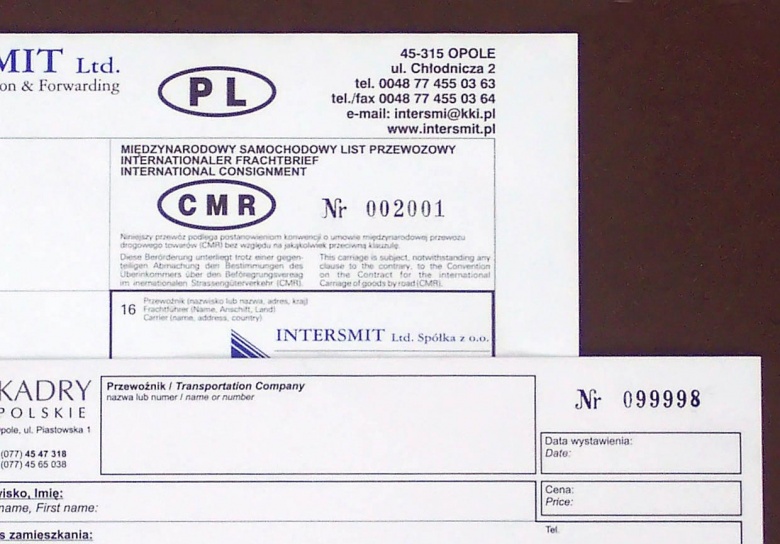 MIT Ltd.
on & Forwarding
PL
45-315 OPOLE
ul. Chłodnicza 2
tel. 0048 77 455 03 63
tel./fax 0048 77 455 03 64
e-mail: intersmi@kki.pl
www.intersmit.pl
MIĘDZYNARODOWY SAMOCHODOWY LIST PRZEWOZOWY
INTERNATIONALER FRACHTBRIEF
INTERNATIONAL CONSIGNMENT
CMR
Nr 002001
Niniejszy przewóz podlega postanowieniom konwencji o umowie międzynarodowej przewozu
drogowego towarów (CMR) bez względu na jakąkolwiek przeciwną klauzulę.
Diese Berörderung unterliegt trotz einer gegen-
teiligen Abmachung den Bestimmungen des
Übereinkommens über den Beföregungsvereag
im inernationalen Strassengüterverkehr (CMR).
This carriage is subject, notwithstanding any
clause to the contrary, to the Convention
on the Contract for the International
Carriage of goods by road (CMR).
16
Przewoźnik (nazwisko lub nazwa, adres, kraj)
Frachtführer (Name, Anschift, Land)
Carrier (name, address, country)
INTERSMIT Ltd. Spółka z o.o.
KADRY
POLSKIE
pole, ul. Piastowska 1
(077) 45 47 318
(077) 45 65 038
Przewoźnik / Transportation Company
nazwa lub numer / name or number
Nr 099998
Data wystawienia:
Date:
Cena:
Price:
isko, Imię:
name, First name:
s zamieszkania:
Tel.